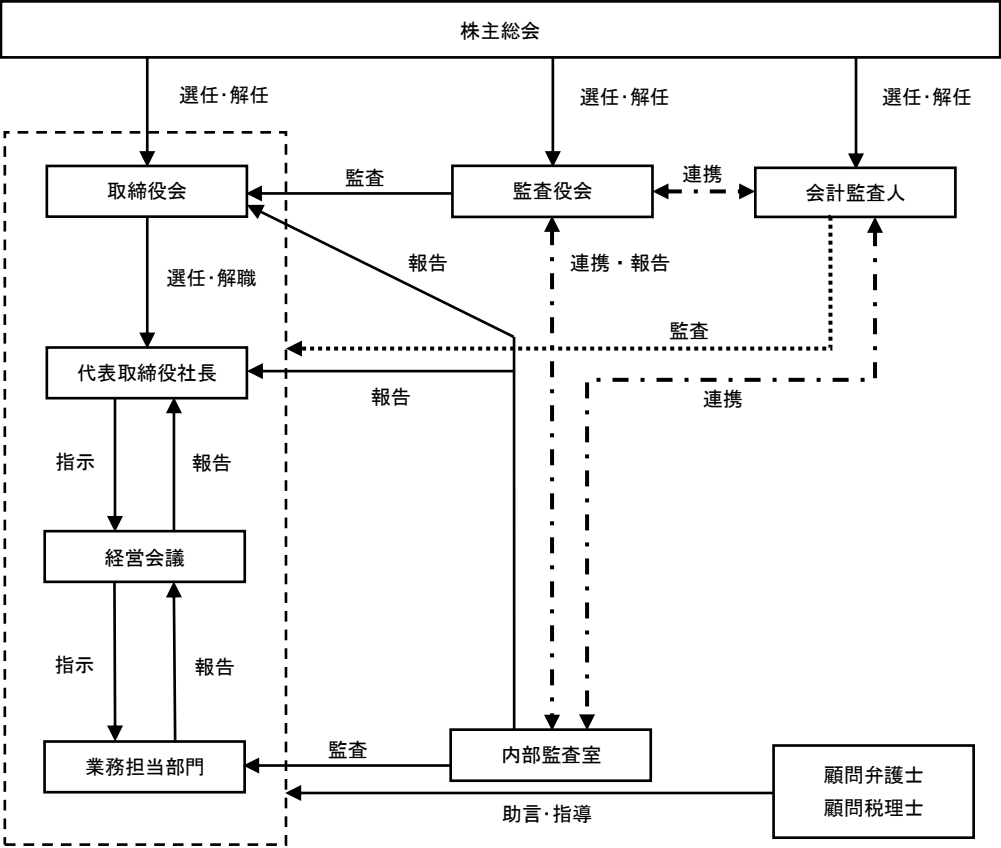 株主総会
選任･解任
選任･解任
選任･解任
取締役会
監査
監査役会
連携
会計監査人
選任･解職
報告
連携・報告
監査
代表取締役社長
報告
連携
指示
報告
経営会議
指示
報告
業務担当部門
監査
内部監査室
顧問弁護士
顧問税理士
助言･指導